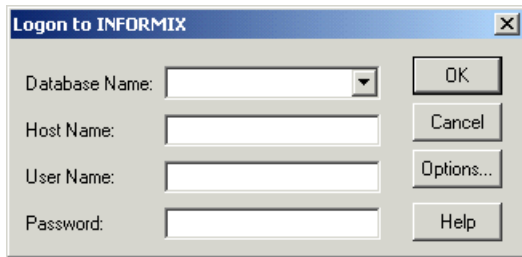 Logon to INFORMIX
Database Name:
OK
Host Name:
Cancel
User Name:
Options...
Password:
Help